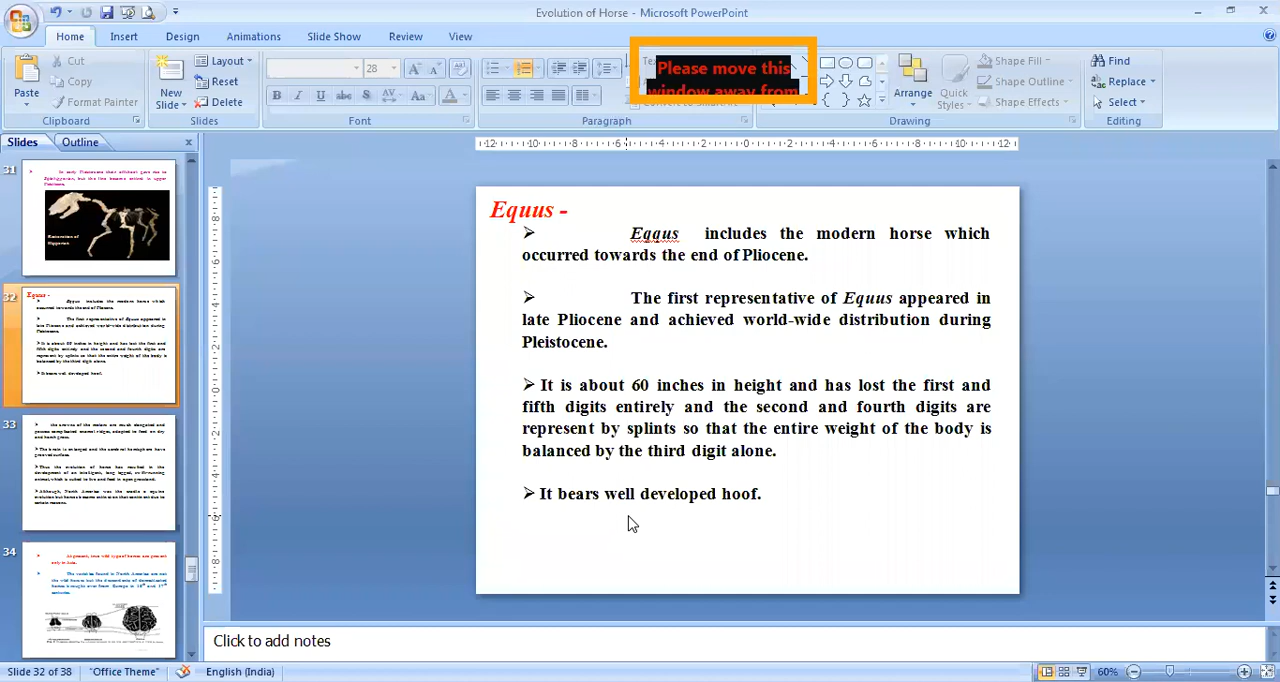 Evolution of Horse - Microsoft PowerPoint
Home Insert Design Animations Slide Show Review View
Paste
Cut
Copy
Format Painter
Clipboard
New
Slide
Layout
Reset
Delete
Slides
28
B I U abe S AV Aa A
Font
Paragraph
Please move this
window away from
Arrange
Quick
Styles
Shape Fill
Shape Outline
Shape Effects
Drawing
Find
Replace
Select
Editing
Slides Outline
31
32
33
34
Equus -
Eqqus includes the modern horse which
occurred towards the end of Pliocene.
The first representative of Equus appeared in
late Pliocene and achieved world-wide distribution during
Pleistocene.
It is about 60 inches in height and has lost the first and
fifth digits entirely and the second and fourth digits are
represent by splints so that the entire weight of the body is
balanced by the third digit alone.
It bears well developed hoof.
Click to add notes
Slide 32 of 38 "Office Theme" English (India) 60%